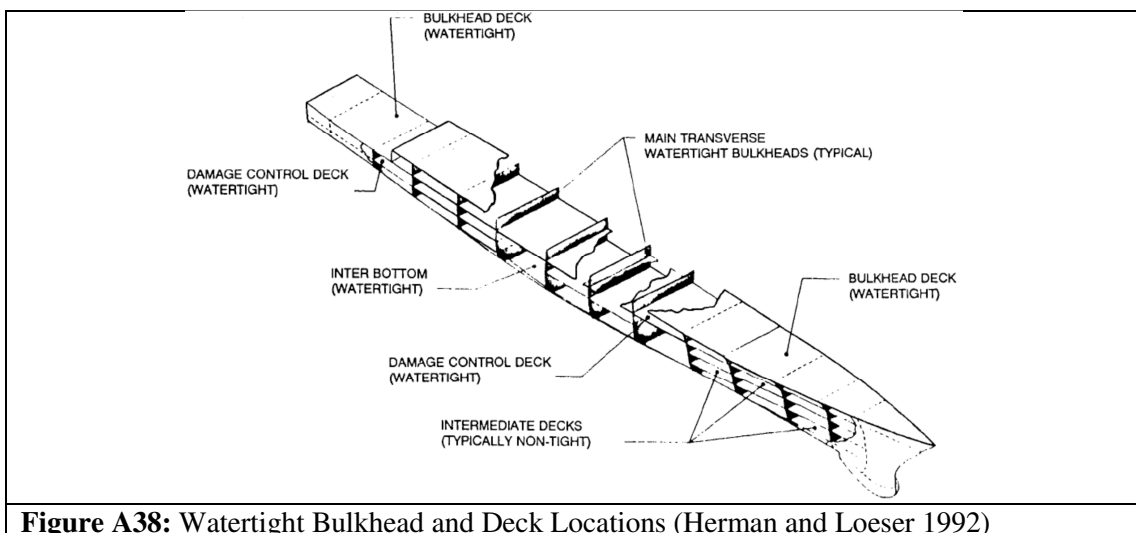 BULKHEAD DECK
(WATERTIGHT)
MAIN TRANSVERSE
WATERTIGHT BULKHEADS (TYPICAL)
DAMAGE CONTROL DECK
(WATERTIGHT)
INTER BOTTOM
(WATERTIGHT)
BULKHEAD DECK
(WATERTIGHT)
DAMAGE CONTROL DECK
(WATERTIGHT)
INTERMEDIATE DECKS
(TYPICALLY NON-TIGHT)
Figure A38: Watertight Bulkhead and Deck Locations (Herman and Loeser 1992)